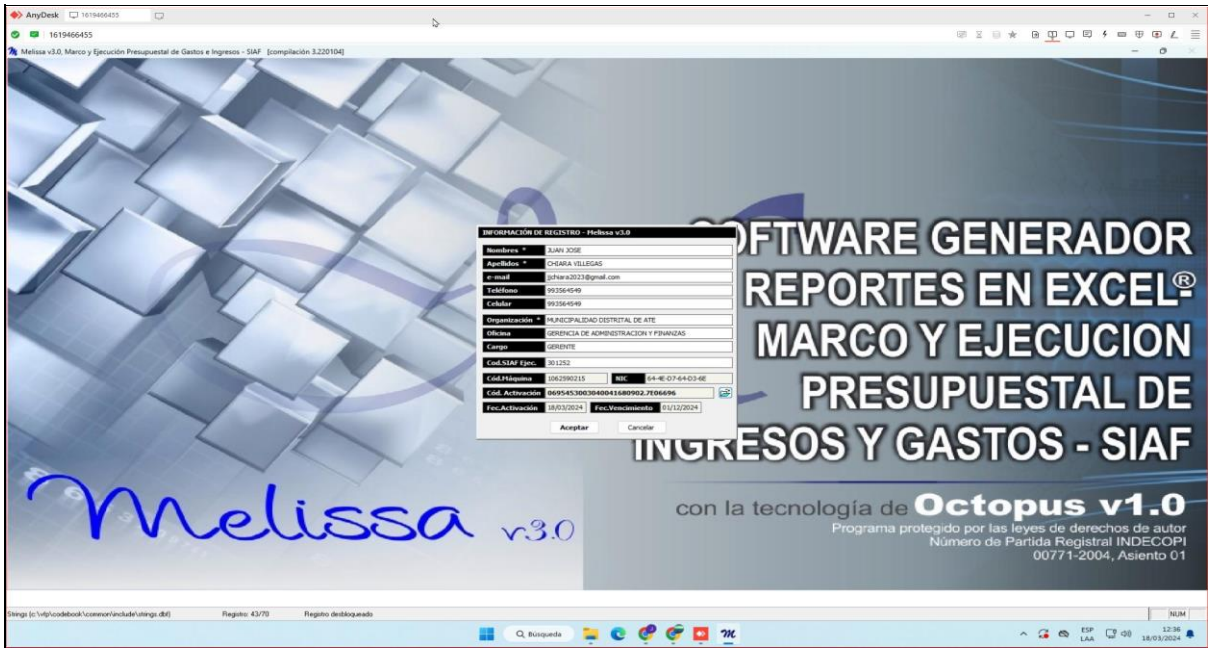 AnyDesk 1619466455
1619466455
Melissa v3.0, Marco y Ejecución Presupuestal de Gastos e Ingresos - SIAF [compilación 3.220104]
INFORMACIÓN DE REGISTRO - Melissa v3.0
Nombres * JUAN JOSE
Apellidos * CHIARA VILLEGAS
e-mail jjchiara2023@gmail.com
Teléfono 993564549
Celular 993564549
Organización * MUNICIPALIDAD DISTRITAL DE ATE
Oficina GERENCIA DE ADMINISTRACION Y FINANZAS
Cargo GERENTE
Cod.SIAF Ejec. 301252
Cód.Máquina 1062590215 NIC 64-4E-D7-64-D3-6E
Cód. Activación 0695453003040041680902.7E06696
Fec.Activación 18/03/2024 Fec.Vencimiento 01/12/2024
Aceptar Cancelar
OFTWARE GENERADOR
REPORTES EN EXCEL®
MARCO Y EJECUCION
PRESUPUESTAL DE
INGRESOS Y GASTOS - SIAF
Melissa v3.0
con la tecnología de Octopus v1.0
Programa protegido por las leyes de derechos de autor
Número de Partida Registral INDECOPI
00771-2004, Asiento 01
Strings (c:\vfp\codebook\common\include\strings.dbf) Registro: 43/70 Registro desbloqueado NUM
Búsqueda
ESP
LAA
12:36
18/03/2024